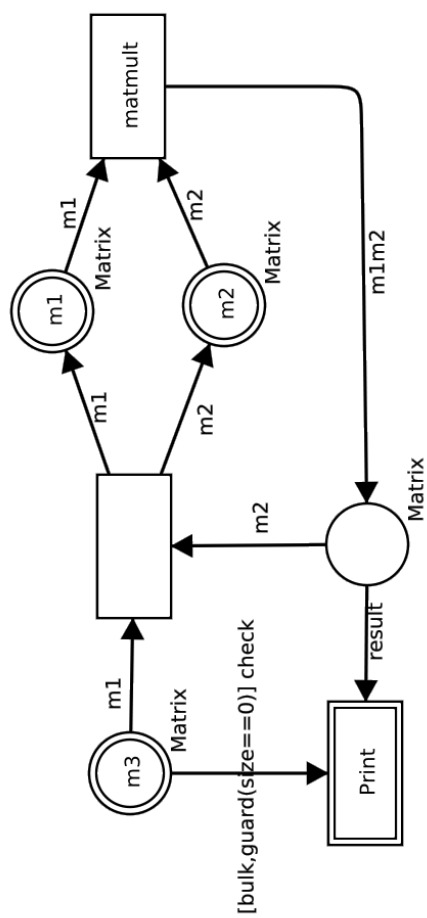 m3
Matrix
m1
[bulk,guard(size==0)] check
Print
result
m2
Matrix
m1
m2
m1
Matrix
m2
Matrix
m1
m2
m1m2
matmult